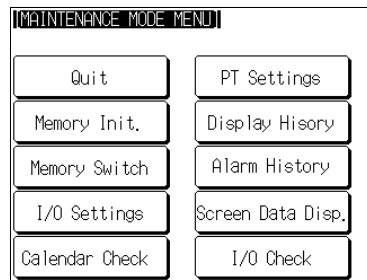 [MAINTENANCE MODE MENU]
Quit
PT Settings
Memory Init.
Display Hisory
Memory Switch
Alarm History
I/O Settings
Screen Data Disp.
Calendar Check
I/O Check